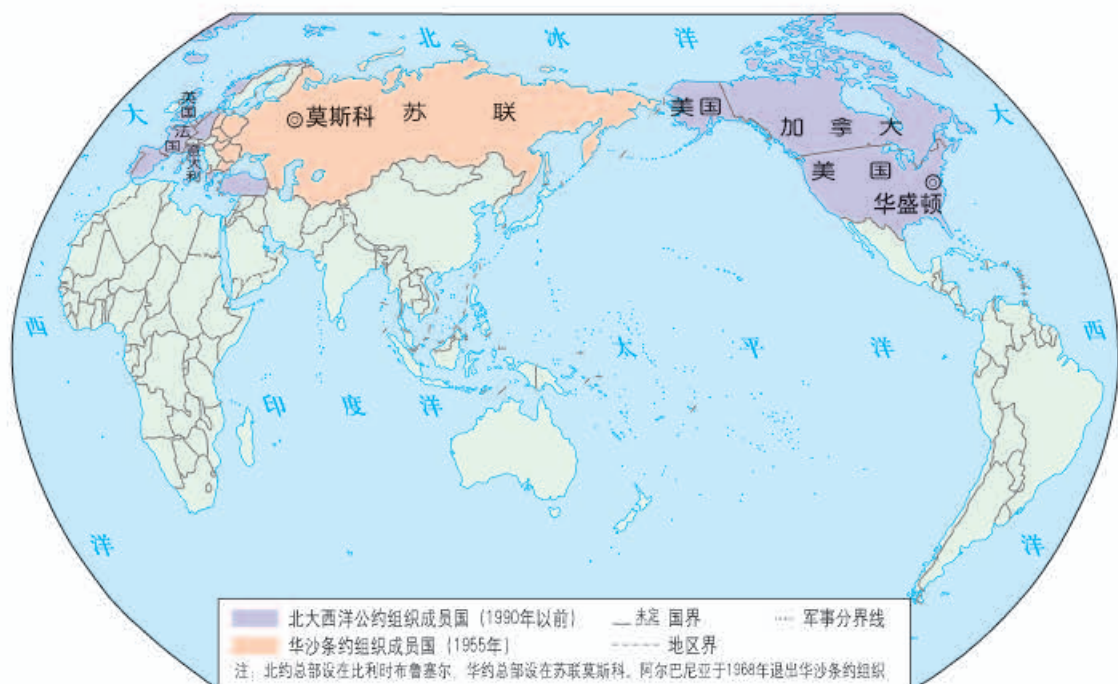 北 冰 洋
大
英国
法国
意大利
莫斯科
苏 联
美国
加 拿 大
美 国
华盛顿
大
西
洋
印 度 洋
太 平 洋
西
洋
北大西洋公约组织成员国 (1990年以前)
未定 国界
军事分界线
华沙条约组织成员国 (1955年)
地区界
注: 北约总部设在比利时布鲁塞尔, 华约总部设在苏联莫斯科。阿尔巴尼亚于1968年退出华沙条约组织